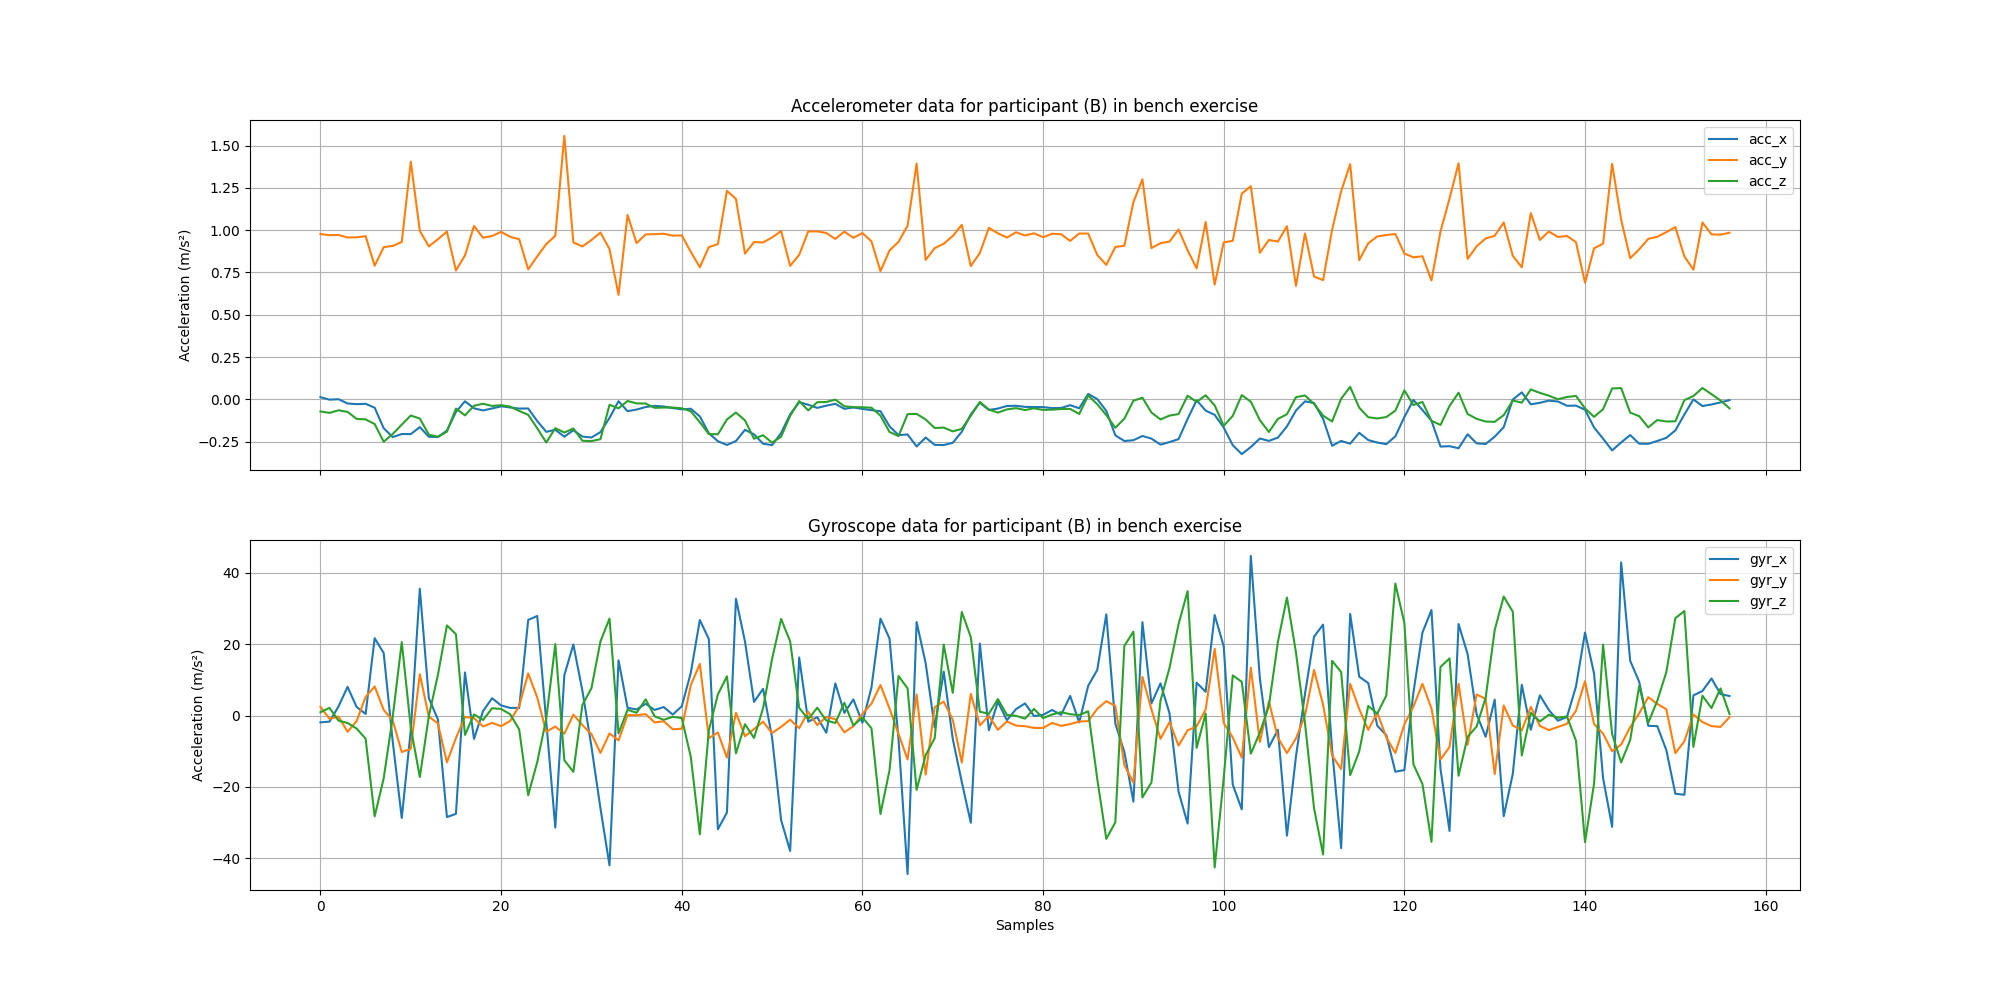 Accelerometer data for participant (B) in bench exercise
acc_x
acc_y
acc_z
Acceleration (m/s²)
1.50
1.25
1.00
0.75
0.50
0.25
0.00
−0.25
Gyroscope data for participant (B) in bench exercise
gyr_x
gyr_y
gyr_z
Acceleration (m/s²)
40
20
0
−20
−40
0 20 40 60 80 100 120 140 160
Samples